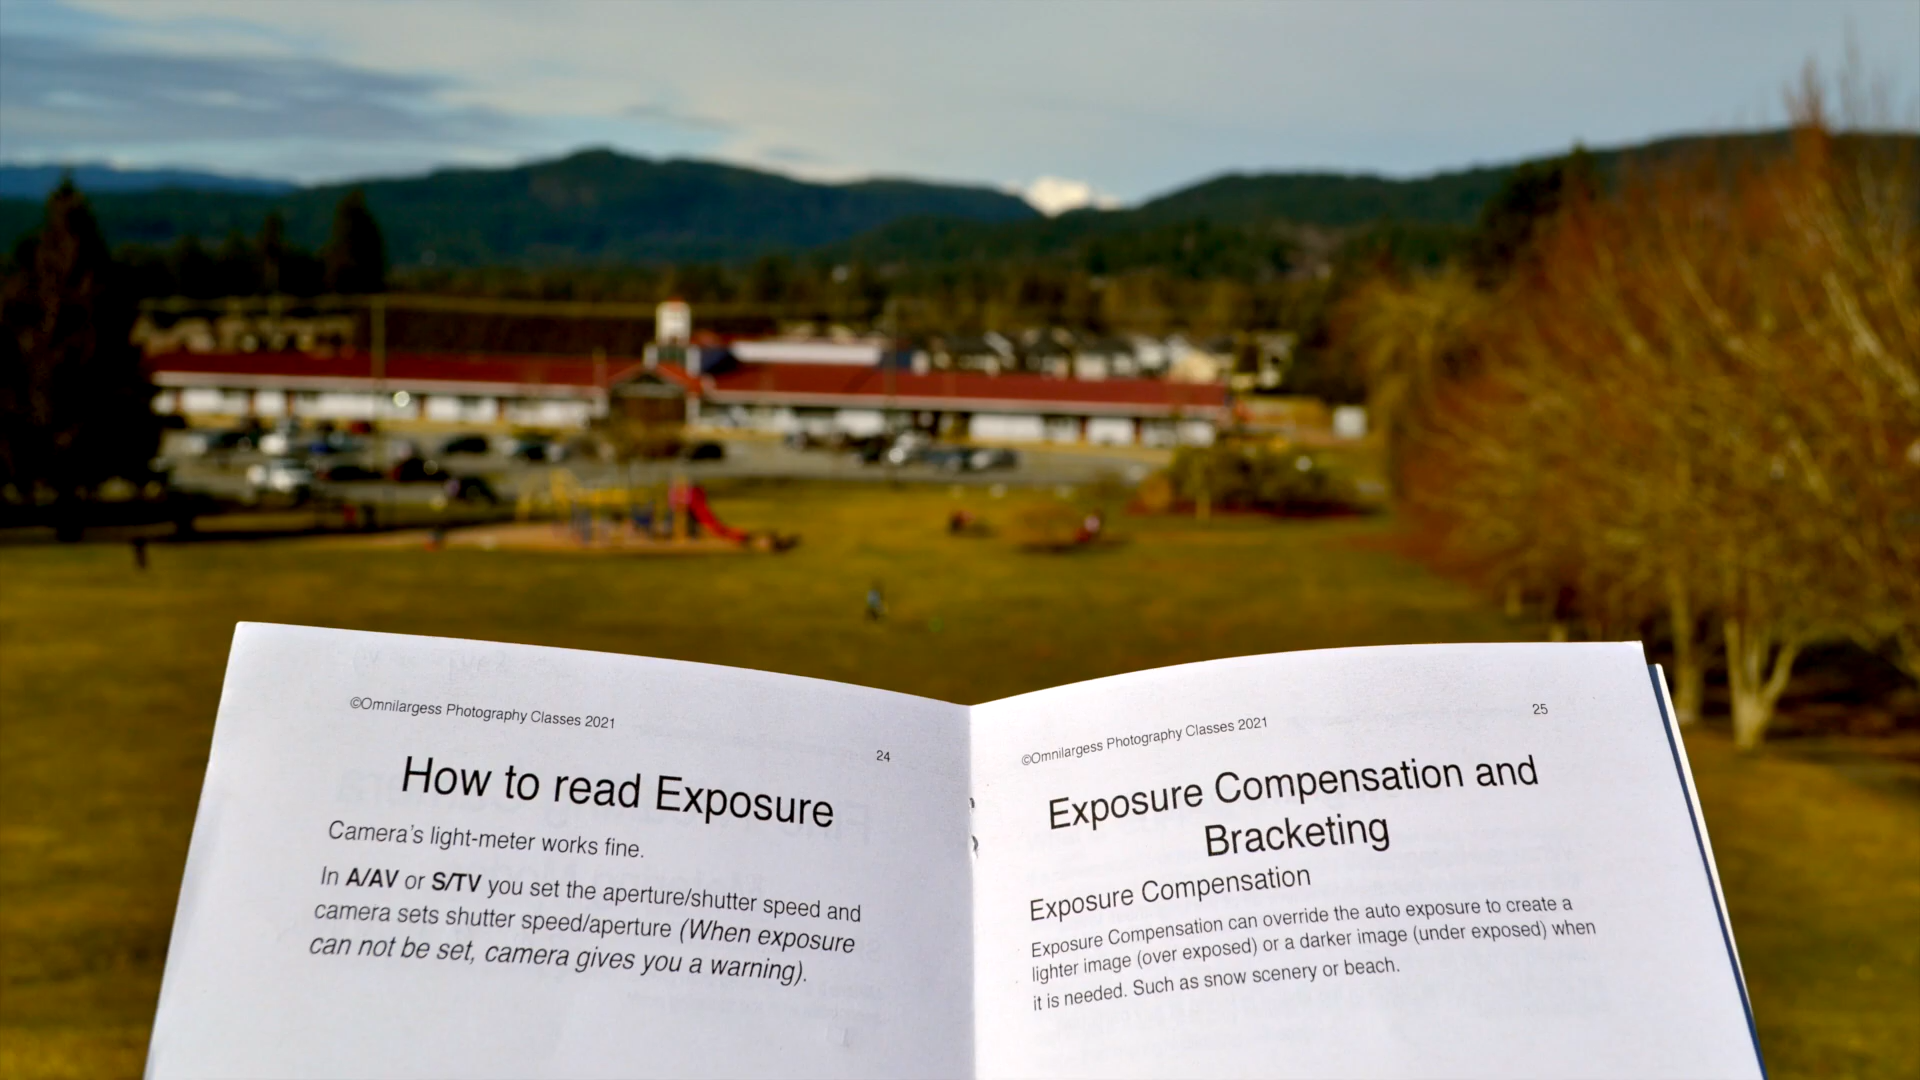 ©Omnilargess Photography Classes 2021
24
How to read Exposure
Camera's light-meter works fine.
In A/AV or S/TV you set the aperture/shutter speed and
camera sets shutter speed/aperture (When exposure
can not be set, camera gives you a warning).
©Omnilargess Photography Classes 2021
25
Exposure Compensation and
Bracketing
Exposure Compensation
Exposure Compensation can override the auto exposure to create a
lighter image (over exposed) or a darker image (under exposed) when
it is needed. Such as snow scenery or beach.